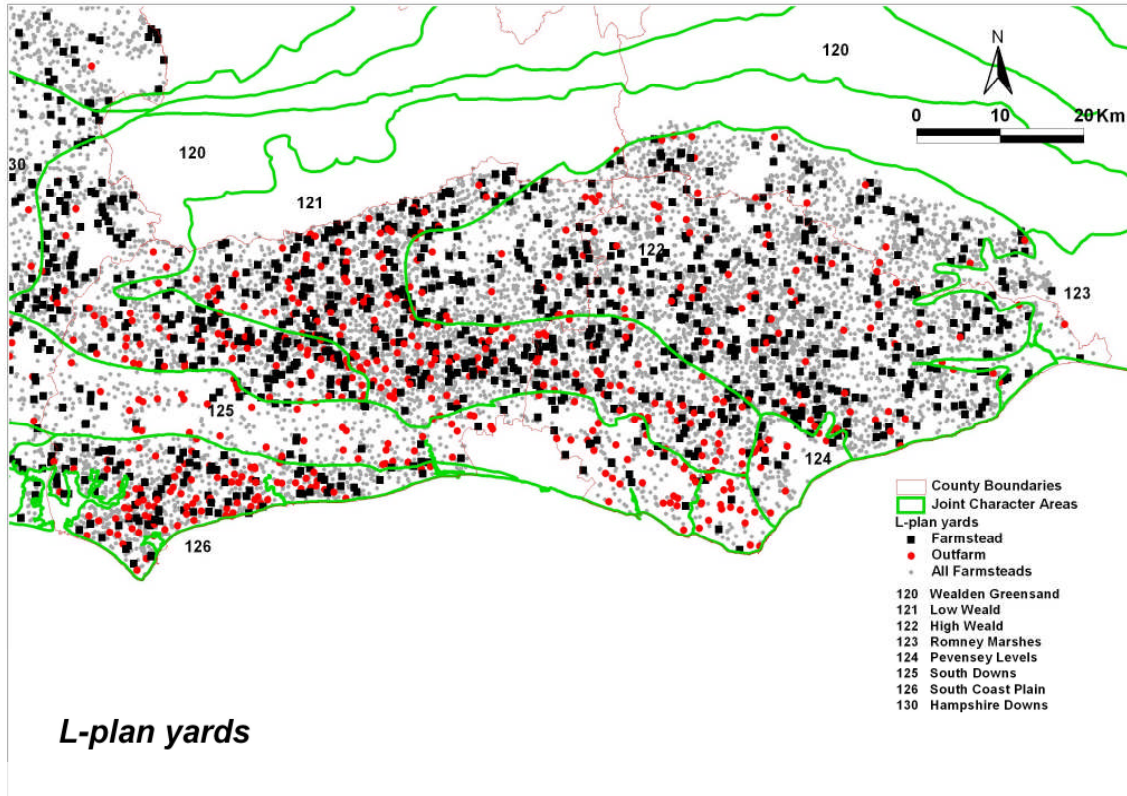 120
N
0 10 20 Km
120
30
121
122
123
125
124
126
County Boundaries
Joint Character Areas
L-plan yards
Farmstead
Outfarm
All Farmsteads
120 Wealden Greensand
121 Low Weald
122 High Weald
123 Romney Marshes
124 Pevensey Levels
125 South Downs
126 South Coast Plain
130 Hampshire Downs
L-plan yards